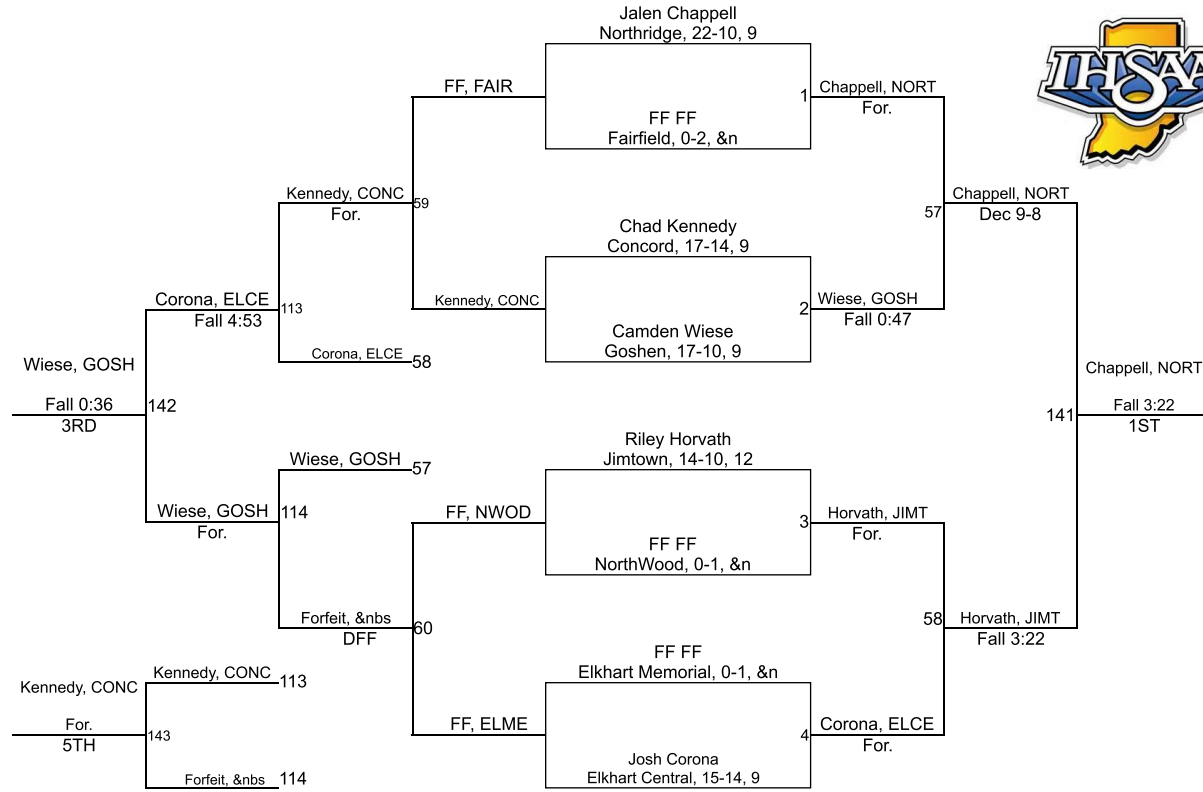 Jalen Chappell
Northridge, 22-10, 9
IHSAA
FF, FAIR
1
Chappell, NORT
For.
FF FF
Fairfield, 0-2, &n
Kennedy, CONC
For.
59
57
Chappell, NORT
Dec 9-8
Chad Kennedy
Concord, 17-14, 9
Corona, ELCE
Fall 4:53
113
Kennedy, CONC
2
Wiese, GOSH
Fall 0:47
Camden Wiese
Goshen, 17-10, 9
Corona, ELCE
58
Wiese, GOSH
Fall 0:36
3RD
142
Chappell, NORT
141
Fall 3:22
1ST
Riley Horvath
Jimtown, 14-10, 12
Wiese, GOSH
57
Wiese, GOSH
For.
114
FF, NWOD
3
Horvath, JIMT
For.
FF FF
NorthWood, 0-1, &n
Forfeit, &nbs
DFF
60
58
Horvath, JIMT
Fall 3:22
FF FF
Elkhart Memorial, 0-1, &n
Kennedy, CONC
113
Kennedy, CONC
For.
5TH
143
FF, ELME
4
Corona, ELCE
For.
Josh Corona
Elkhart Central, 15-14, 9
Forfeit, &nbs
114